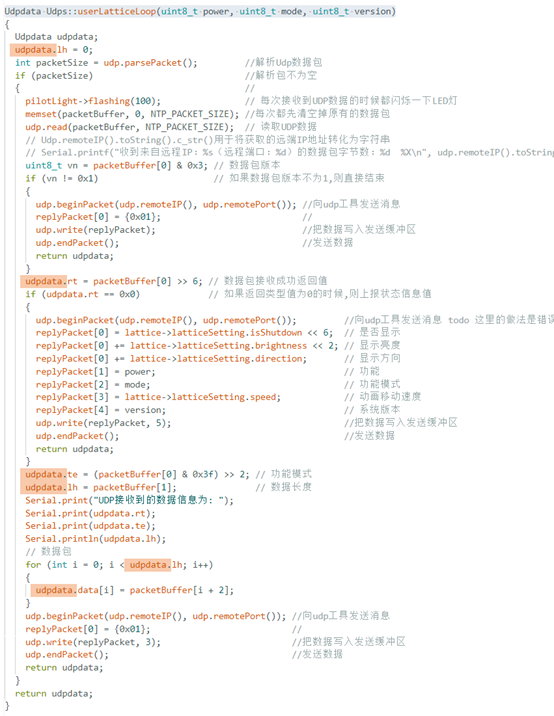 Udpdata Udps::userLatticeLoop(uint8_t power, uint8_t mode, uint8_t version)
{
  Udpdata udpdata;
  udpdata.lh = 0;
  int packetSize = udp.parsePacket();         //解析Udp数据包
  if (packetSize)                             //解析包不为空
  {                                           //
    pilotLight->flashing(100);                // 每次接收到UDP数据的时候都闪烁一下LED灯
    memset(packetBuffer, 0, NTP_PACKET_SIZE); //每次都先清空掉原有的数据包
    udp.read(packetBuffer, NTP_PACKET_SIZE);  // 读取UDP数据
    // Udp.remoteIP().toString().c_str()用于将获取的远端IP地址转化为字符串
    // Serial.printf("收到来自远程IP：%s（远程端口：%d）的数据包字节数：%d  %X\n", udp.remoteIP().toStrin
    uint8_t vn = packetBuffer[0] & 0x3; // 数据包版本
    if (vn != 0x1)                      // 如果数据包版本不为1,则直接结束
    {
      udp.beginPacket(udp.remoteIP(), udp.remotePort()); //向udp工具发送消息
      replyPacket[0] = {0x01};                           //
      udp.write(replyPacket);                            //把数据写入发送缓冲区
      udp.endPacket();                                   //发送数据
      return udpdata;
    }
    updata.rt = packetBuffer[0] >> 6; // 数据包接收成功返回值
    if (udpdata.rt == 0x0)             // 如果返回类型值为0的时候,则上报状态信息值
    {
      udp.beginPacket(udp.remoteIP(), udp.remotePort());         //向udp工具发送消息 todo 这里的做法是错误
      replyPacket[0] = lattice->latticeSetting.isShutdown << 6;  // 是否显示
      replyPacket[0] += lattice->latticeSetting.brightness << 2; // 显示亮度
      replyPacket[0] += lattice->latticeSetting.direction;       // 显示方向
      replyPacket[1] = power;                                    // 功能
      replyPacket[2] = mode;                                     // 功能模式
      replyPacket[3] = lattice->latticeSetting.speed;            // 动画移动速度
      replyPacket[4] = version;                                  // 系统版本
      udp.write(replyPacket, 5);                                 //把数据写入发送缓冲区
      udp.endPacket();                                           //发送数据
      return udpdata;
    }
    udpdata.te = (packetBuffer[0] & 0x3f) >> 2; // 功能模式
    udpdata.lh = packetBuffer[1];               // 数据长度
    Serial.print("UDP接收到的数据信息为: ");
    Serial.print(udpdata.rt);
    Serial.print(udpdata.te);
    Serial.println(udpdata.lh);
    // 数据包
    for (int i = 0; i < udpdata.lh; i++)
    {
      udpdata.data[i] = packetBuffer[i + 2];
    }
    udp.beginPacket(udp.remoteIP(), udp.remotePort()); //向udp工具发送消息
    replyPacket[0] = {0x01};                           //
    udp.write(replyPacket, 3);                         //把数据写入发送缓冲区
    udp.endPacket();                                   //发送数据
    return udpdata;
  }
  return udpdata;
}